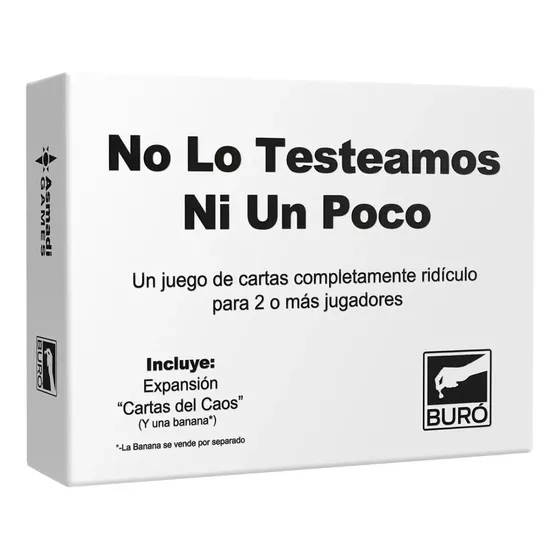 No Lo Testeamos
Ni Un Poco
Un juego de cartas completamente ridículo
para 2 o más jugadores
Incluye:
Expansión
“Cartas del Caos”
(Y una banana*)
*-La Banana se vende por separado
BURÓ
Asmadi
GAMES
BURÓ